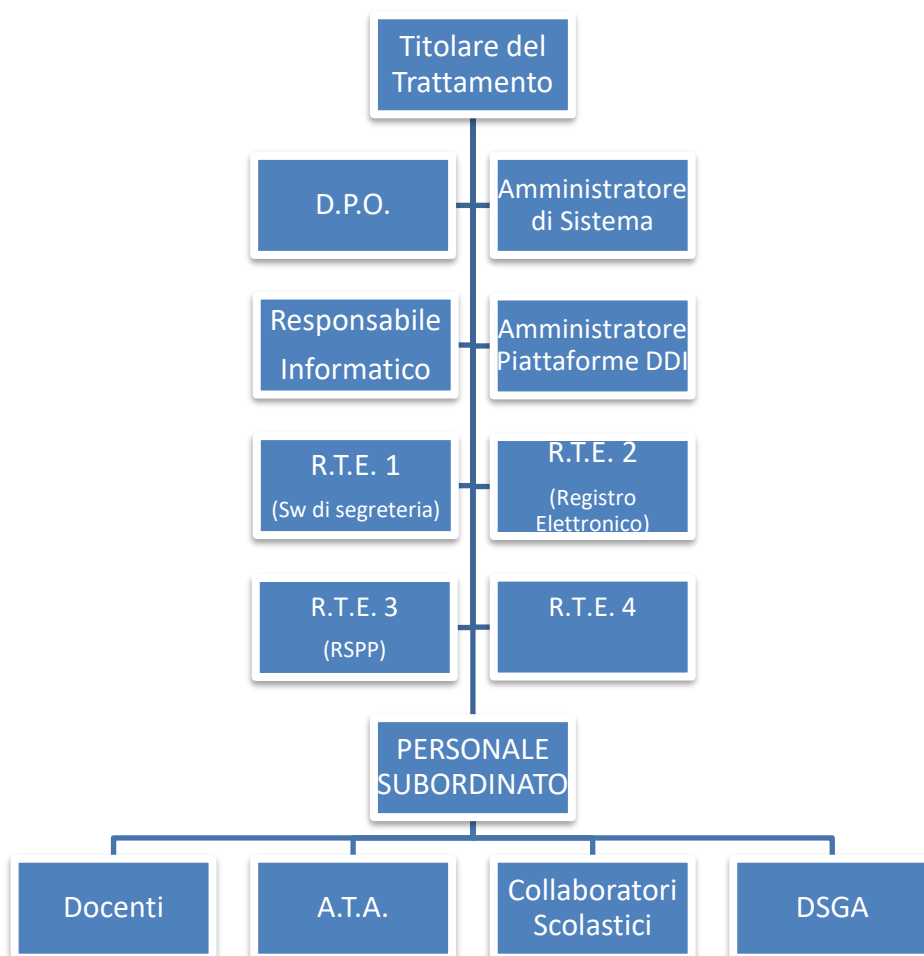 Titolare del
Trattamento
D.P.O.
Amministratore
di Sistema
Responsabile
Informatico
Amministratore
Piattaforme DDI
R.T.E. 1
(Sw di segreteria)
R.T.E. 2
(Registro
Elettronico)
R.T.E. 3
(RSPP)
R.T.E. 4
PERSONALE
SUBORDINATO
Docenti
A.T.A.
Collaboratori
Scolastici
DSGA